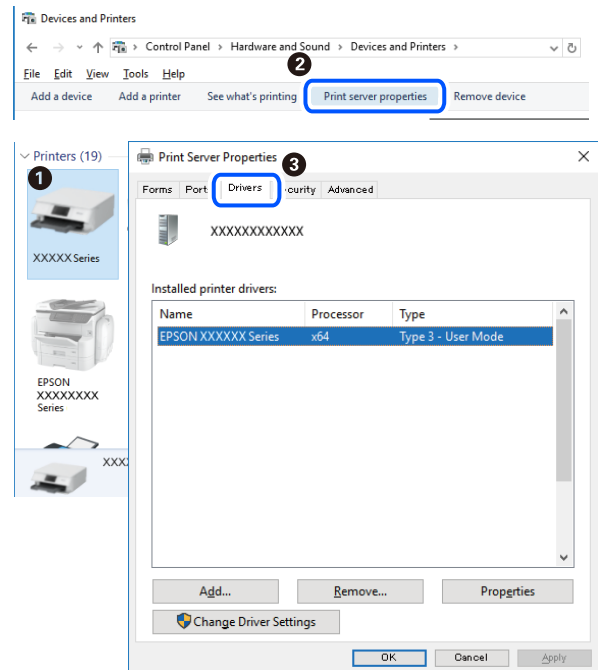 Devices and Printers
Control Panel > Hardware and Sound > Devices and Printers >
2
File Edit View Tools Help
Add a device Add a printer See what's printing Print server properties Remove device
Printers (19)
1
XXXXX Series
EPSON
XXXXXXXX
Series
XXX
Print Server Properties
3
Forms Port Drivers curity Advanced
XXXXXXXXXXXX
Installed printer drivers:
Name Processor Type
EPSON XXXXXX Series x64 Type 3 - User Mode
Add... Remove... Properties
Change Driver Settings
OK Cancel Apply